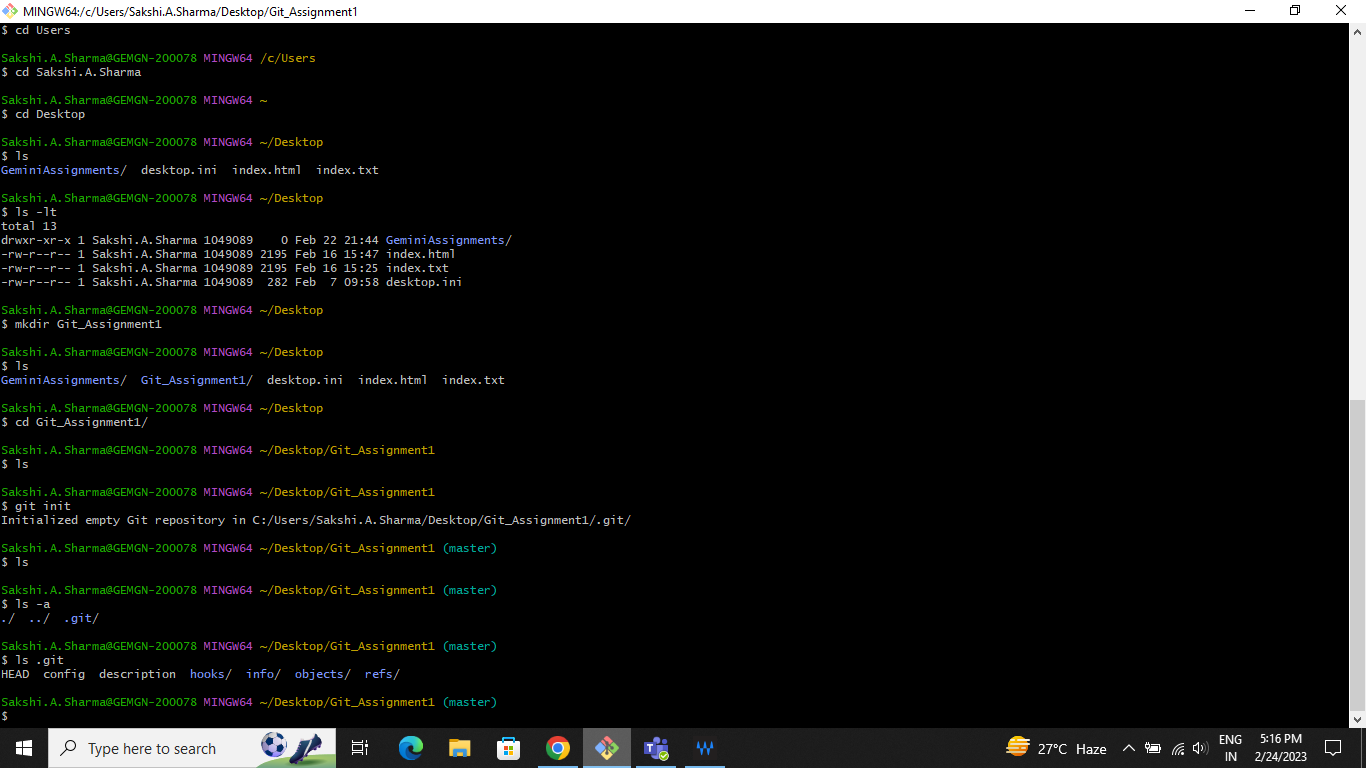 MINGW64:/c/Users/Sakshi.A.Sharma/Desktop/Git_Assignment1
$ cd Users
Sakshi.A.Sharma@GEMGN-200078 MINGW64 /c/Users
$ cd Sakshi.A.Sharma
Sakshi.A.Sharma@GEMGN-200078 MINGW64 ~
$ cd Desktop
Sakshi.A.Sharma@GEMGN-200078 MINGW64 ~/Desktop
$ ls
GeminiAssignments/  desktop.ini  index.html  index.txt
Sakshi.A.Sharma@GEMGN-200078 MINGW64 ~/Desktop
$ ls -lt
total 13
drwxr-xr-x 1 Sakshi.A.Sharma 1049089    0 Feb 22 21:44 GeminiAssignments/
-rw-r--r-- 1 Sakshi.A.Sharma 1049089 2195 Feb 16 15:47 index.html
-rw-r--r-- 1 Sakshi.A.Sharma 1049089 2195 Feb 16 15:25 index.txt
-rw-r--r-- 1 Sakshi.A.Sharma 1049089  282 Feb  7 09:58 desktop.ini
Sakshi.A.Sharma@GEMGN-200078 MINGW64 ~/Desktop
$ mkdir Git_Assignment1
Sakshi.A.Sharma@GEMGN-200078 MINGW64 ~/Desktop
$ ls
GeminiAssignments/  Git_Assignment1/  desktop.ini  index.html  index.txt
Sakshi.A.Sharma@GEMGN-200078 MINGW64 ~/Desktop
$ cd Git_Assignment1/
Sakshi.A.Sharma@GEMGN-200078 MINGW64 ~/Desktop/Git_Assignment1
$ ls
Sakshi.A.Sharma@GEMGN-200078 MINGW64 ~/Desktop/Git_Assignment1
$ git init
Initialized empty Git repository in C:/Users/Sakshi.A.Sharma/Desktop/Git_Assignment1/.git/
Sakshi.A.Sharma@GEMGN-200078 MINGW64 ~/Desktop/Git_Assignment1 (master)
$ ls
Sakshi.A.Sharma@GEMGN-200078 MINGW64 ~/Desktop/Git_Assignment1 (master)
$ ls -a
./  ../  .git/
Sakshi.A.Sharma@GEMGN-200078 MINGW64 ~/Desktop/Git_Assignment1 (master)
$ ls .git
HEAD  config  description  hooks/  info/  objects/  refs/
Sakshi.A.Sharma@GEMGN-200078 MINGW64 ~/Desktop/Git_Assignment1 (master)
$
Type here to search
27°C Haze
ENG
IN
5:16 PM
2/24/2023